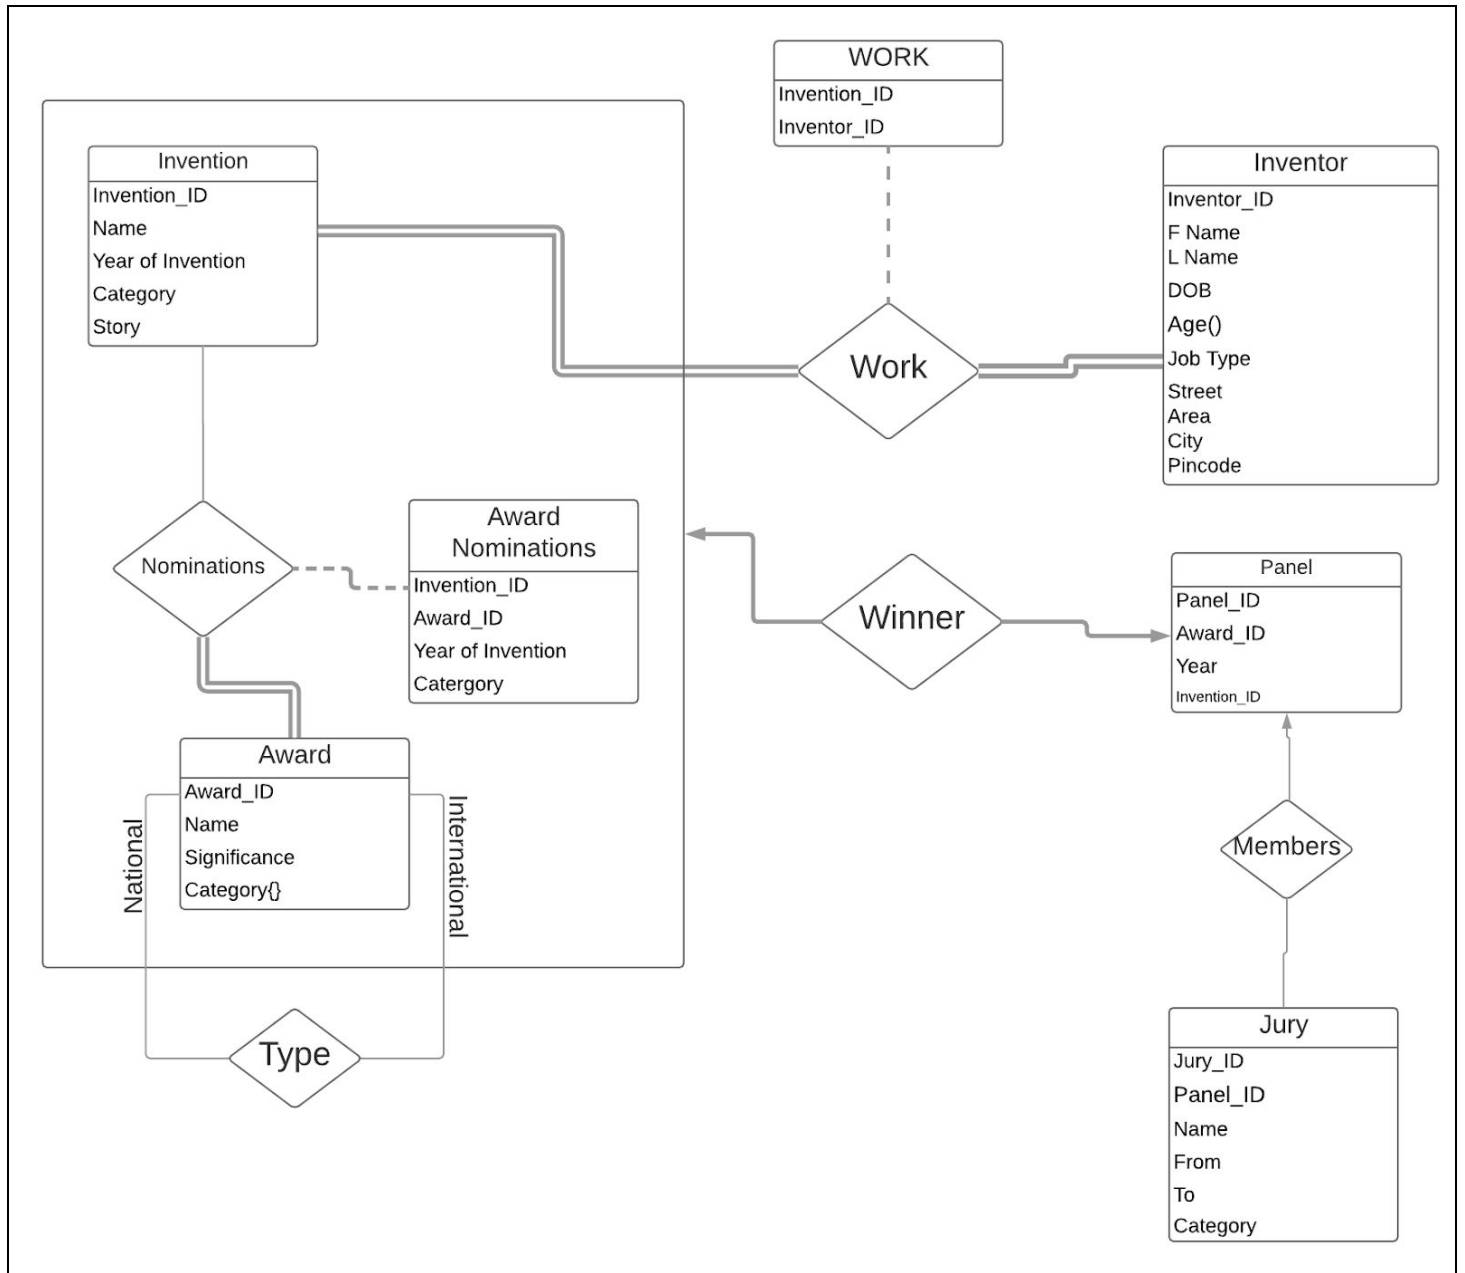 WORK
Invention_ID
Inventor_ID
Invention
Invention_ID
Name
Year of Invention
Category
Story
Inventor
Inventor_ID
F Name
L Name
DOB
Age()
Job Type
Street
Area
City
Pincode
Work
Nominations
Award
Nominations
Invention_ID
Award_ID
Year of Invention
Catergory
Winner
Panel
Panel_ID
Award_ID
Year
Invention_ID
Award
Award_ID
Name
Significance
Category{}
National
International
Members
Type
Jury
Jury_ID
Panel_ID
Name
From
To
Category